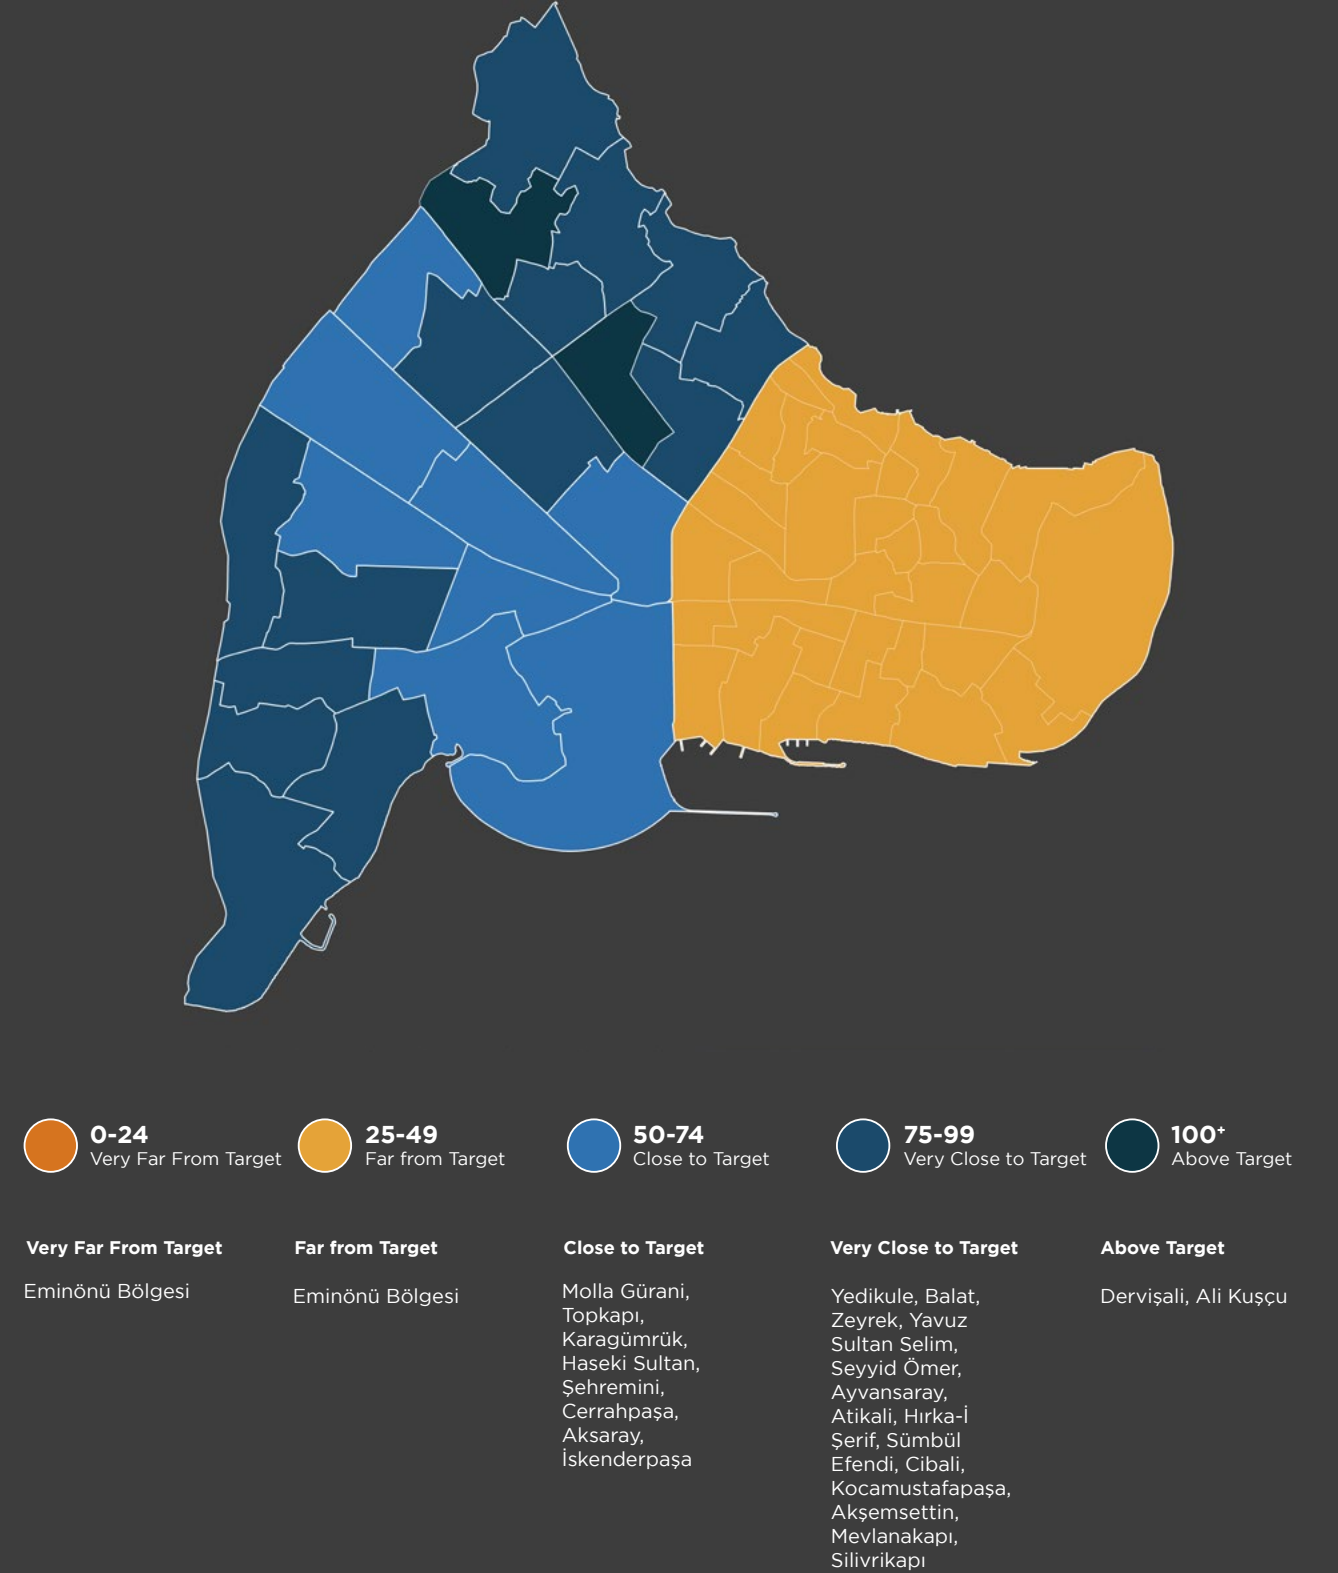 0-24
Very Far From Target
25-49
Far from Target
50-74
Close to Target
75-99
Very Close to Target
100+
Above Target
Very Far From Target
Eminönü Bölgesi
Far from Target
Eminönü Bölgesi
Close to Target
Molla Gürani,
Topkapı,
Karagümrük,
Haseki Sultan,
Şehremini,
Cerrahpaşa,
Aksaray,
İskenderpaşa
Very Close to Target
Yedikule, Balat,
Zeyrek, Yavuz
Sultan Selim,
Seyyid Ömer,
Ayvansaray,
Atikali, Hırka-İ
Şerif, Sümbül
Efendi, Cibali,
Kocamustafapaşa,
Akşemsettin,
Mevlanakapı,
Silivrikapı
Above Target
Dervişali, Ali Kuşçu